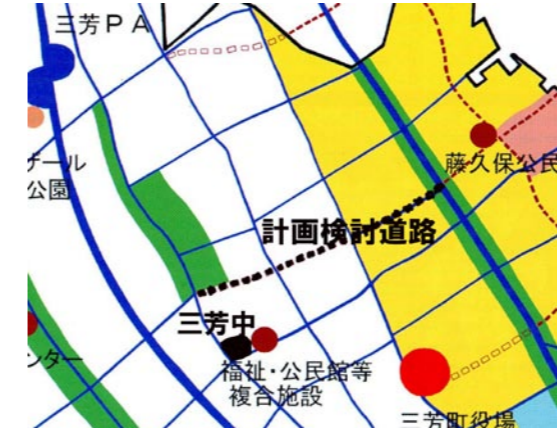 三芳PA
ザール
公園
藤久保公民
計画検討道路
三芳中
ンター
福祉・公民館等
複合施設
三芳町役場